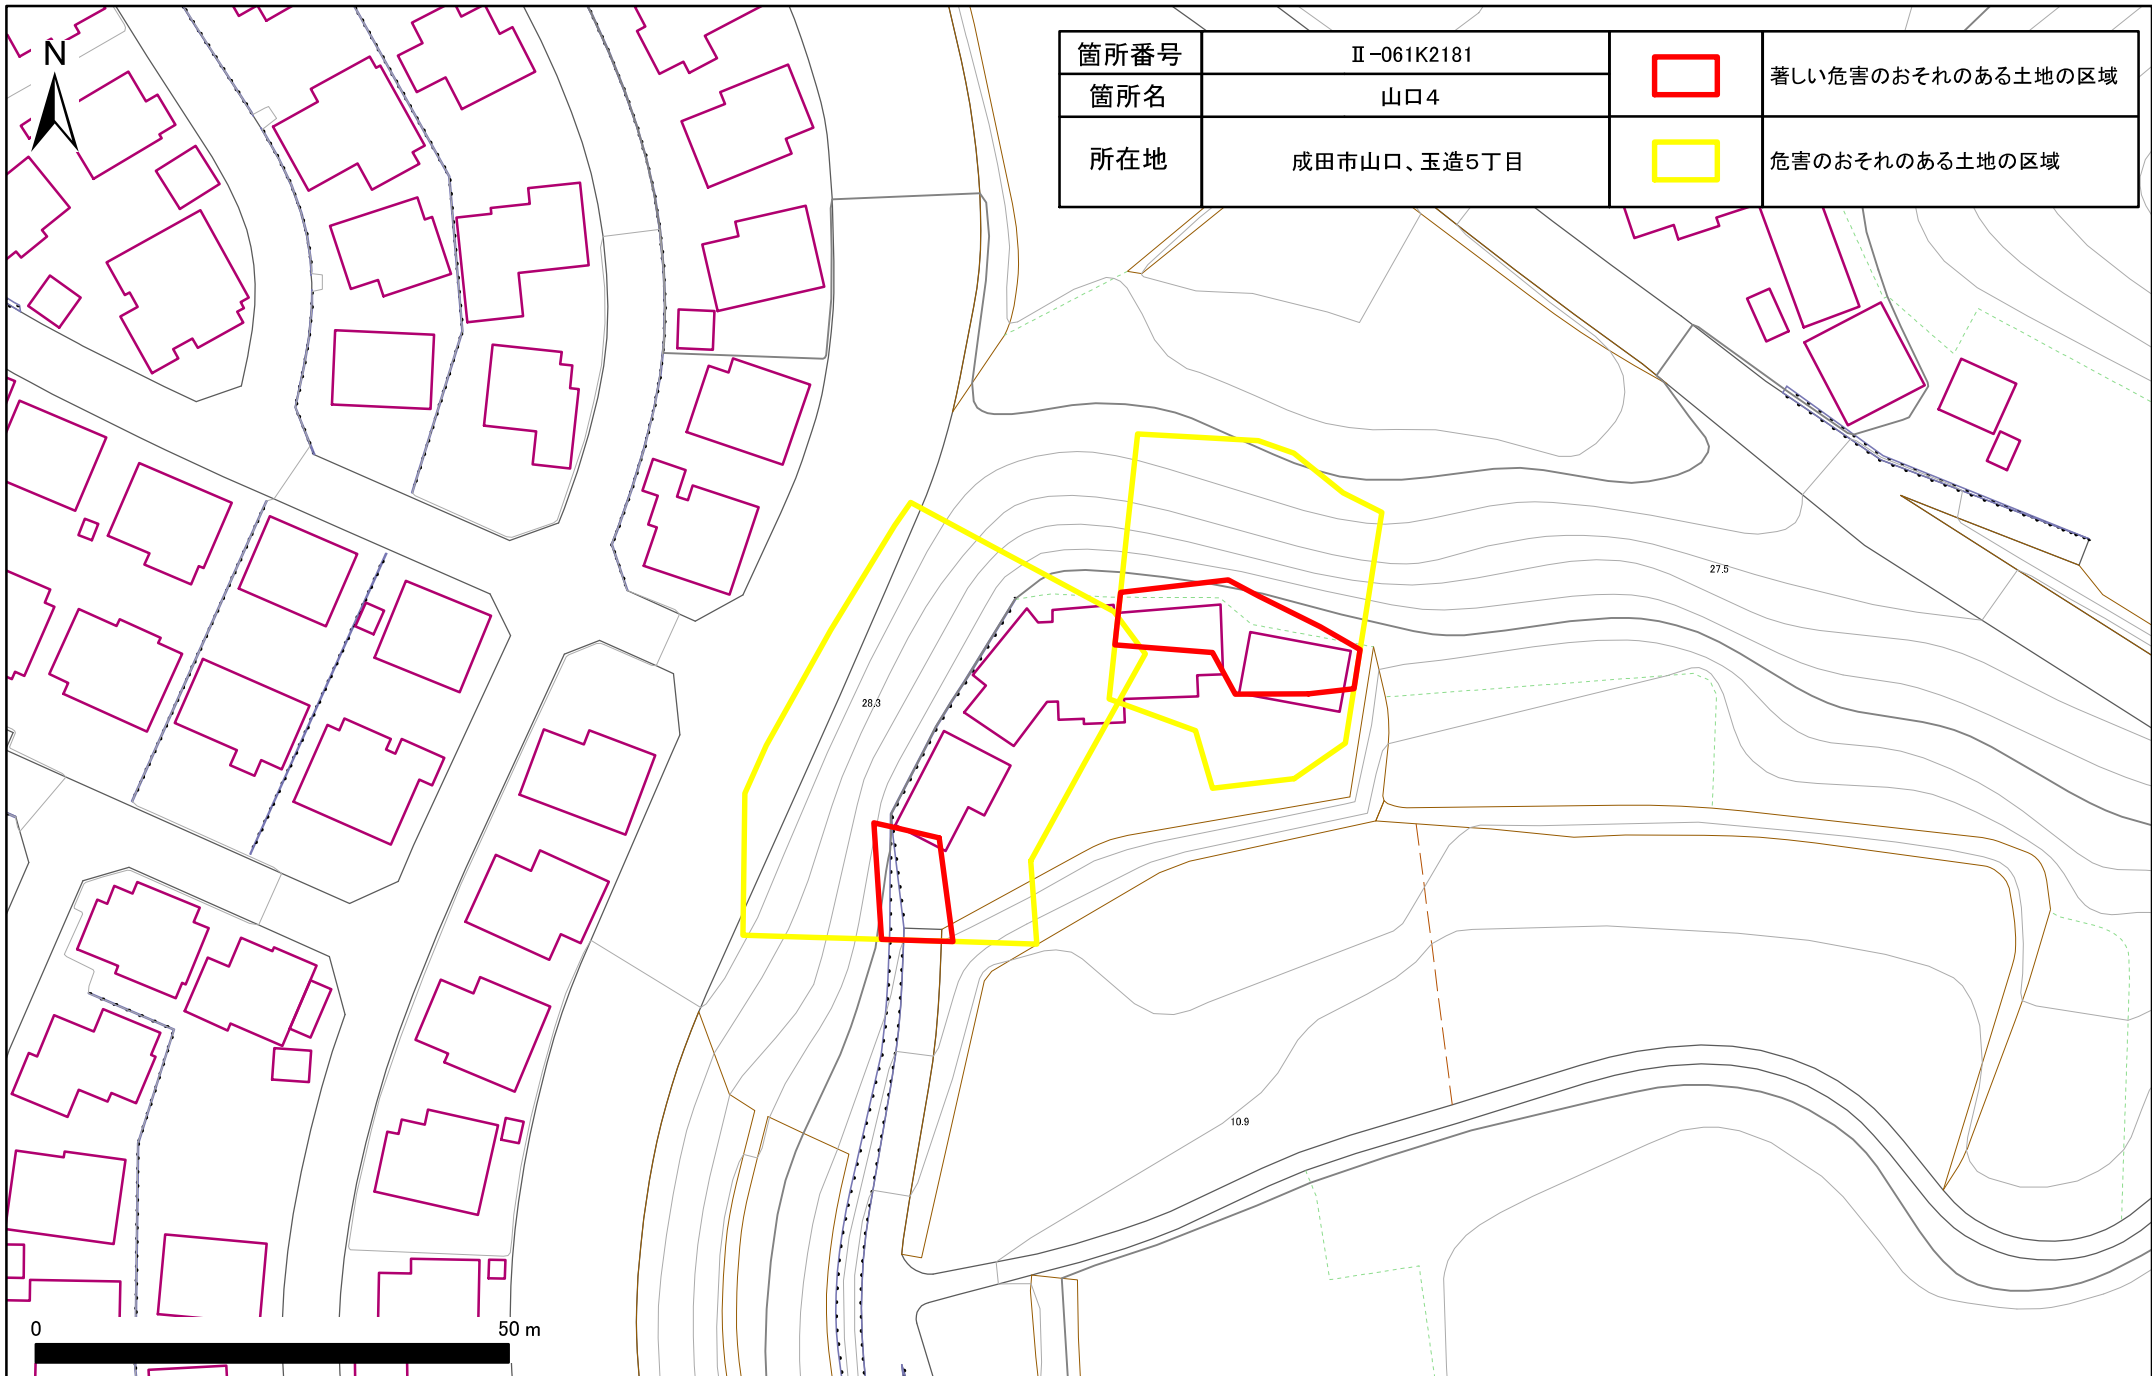 N
箇所番号 Ⅱ-061K2181 著しい危害のおそれのある土地の区域
箇所名 山口4
所在地 成田市山口、玉造5丁目 危害のおそれのある土地の区域
27.5
28.3
10.9
0 50 m